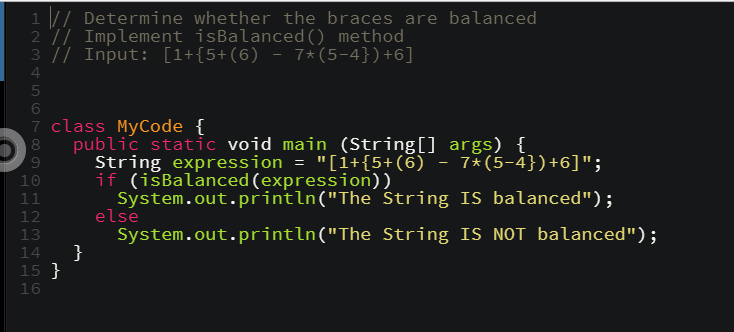 1 // Determine whether the braces are balanced
2 // Implement isBalanced() method
3 // Input: [1+{5+(6) - 7*(5-4})+6]
4
5
6
7 class MyCode {
8 public static void main (String[] args) {
9 String expression = "[1+{5+(6) - 7*(5-4})+6]";
10 if (isBalanced(expression))
11 System.out.println("The String IS balanced");
12 else
13 System.out.println("The String IS NOT balanced");
14 }
15 }
16